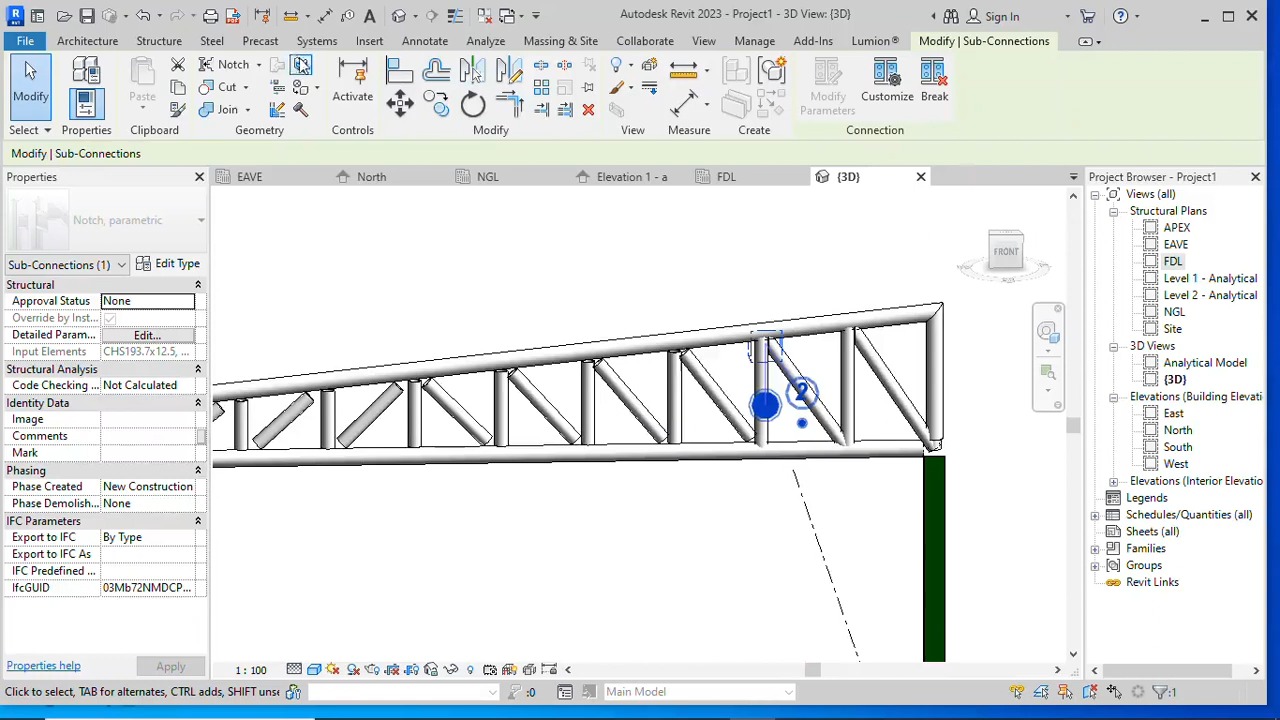 Autodesk Revit 20... - Project1 - 3D View: {3D}
Sign In
File Architecture Structure Steel Precast Systems Insert Annotate Analyze Massing & Site Collaborate View Manage Add-Ins Lumion® Modify | Sub-Connections
Modify Paste Notch Cut Join Activate Modify Parameters Customize Break
Select Properties Clipboard Geometry Controls Modify View Measure Create Connection
Modify | Sub-Connections
Properties
EAVE North NGL Elevation 1 - a FDL {3D}
Project Browser - Project1
Notch, parametric
Sub-Connections (1) Edit Type
Structural
Approval Status None
Override by Inst...
Detailed Param... Edit...
Input Elements CHS193.7x12.5, ...
Structural Analysis
Code Checking ... Not Calculated
Identity Data
Image
Comments
Mark
Phasing
Phase Created New Construction
Phase Demolish... None
IFC Parameters
Export to IFC By Type
Export to IFC As
IFC Predefined ...
IfcGUID 03Mb72NMDCP...
Properties help Apply
FRONT
2
Views (all)
Structural Plans
APEX
EAVE
FDL
Level 1 - Analytical
Level 2 - Analytical
NGL
Site
3D Views
Analytical Model
{3D}
Elevations (Building Elevatio
East
North
South
West
Elevations (Interior Elevatio
Legends
Schedules/Quantities (all)
Sheets (all)
Families
Groups
Revit Links
1 : 100
Click to select, TAB for alternates, CTRL adds, SHIFT unse :0 Main Model :1